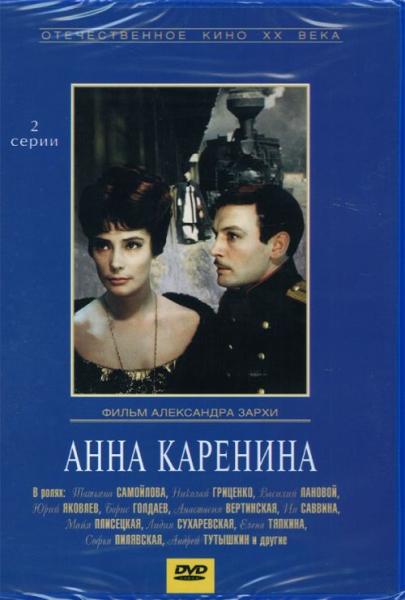 ОТЕЧЕСТВЕННОЕ КИНО XX ВЕКА
2
серии
ФИЛЬМ АЛЕКСАНДРА ЗАРХИ
АННА КАРЕНИНА
В ролях: Татьяна САМОЙЛОВА, Николай ГРИЦЕНКО, Василий ЛАНОВОЙ,
Юрий ЯКОВЛЕВ, Борис ГОЛДАЕВ, Анастасия ВЕРТИНСКАЯ, Ия САВВИНА,
Майя ПЛИСЕЦКАЯ, Лидия СУХАРЕВСКАЯ, Елена ТЯПКИНА,
Софья ПИЛЯВСКАЯ, Андрей ТУТЫШКИН и другие
DVD